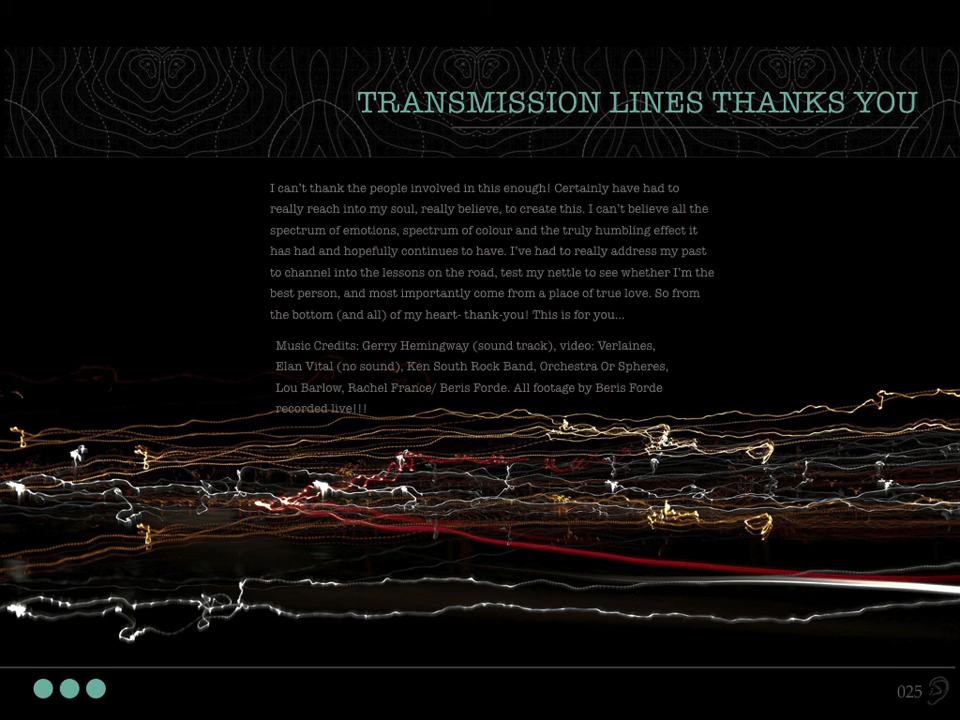 TRANSMISSION LINES THANKS YOU
I can't thank the people involved in this enough! Certainly have had to
really reach into my soul, really believe, to create this. I can't believe all the
spectrum of emotions, spectrum of colour and the truly humbling effect it
has had and hopefully continues to have. I've had to really address my past
to channel into the lessons on the road, test my nettle to see whether I'm the
best person, and most importantly come from a place of true love. So from
the bottom (and all) of my heart- thank-you! This is for you...
Music Credits: Gerry Hemingway (sound track), video: Verlaines,
Elan Vital (no sound), Ken South Rock Band, Orchestra Or Spheres,
Lou Barlow, Rachel France/ Beris Forde. All footage by Beris Forde
recorded live!!!
025